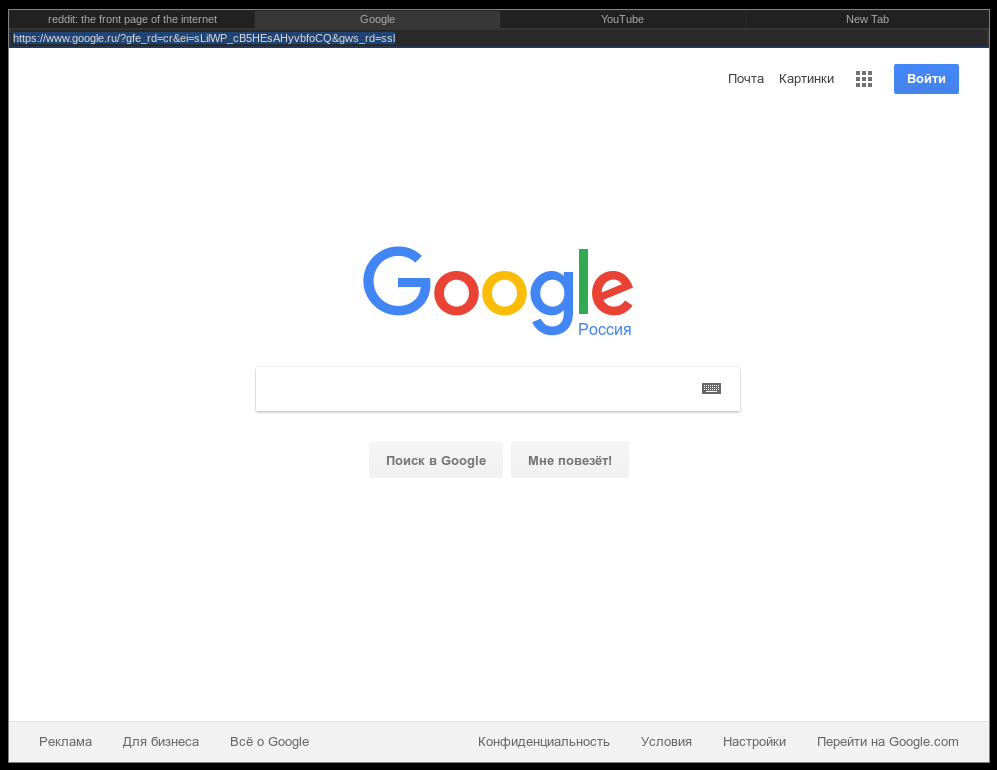 reddit: the front page of the internet Google YouTube New Tab
https://www.google.ru/?gfe_rd=cr&ei=sLilWP_cB5HEsAHyvbfoCQ&gws_rd=ssl
Почта Картинки Войти
Google
Россия
Поиск в Google Мне повезёт!
Реклама Для бизнеса Всё о Google Конфиденциальность Условия Настройки Перейти на Google.com